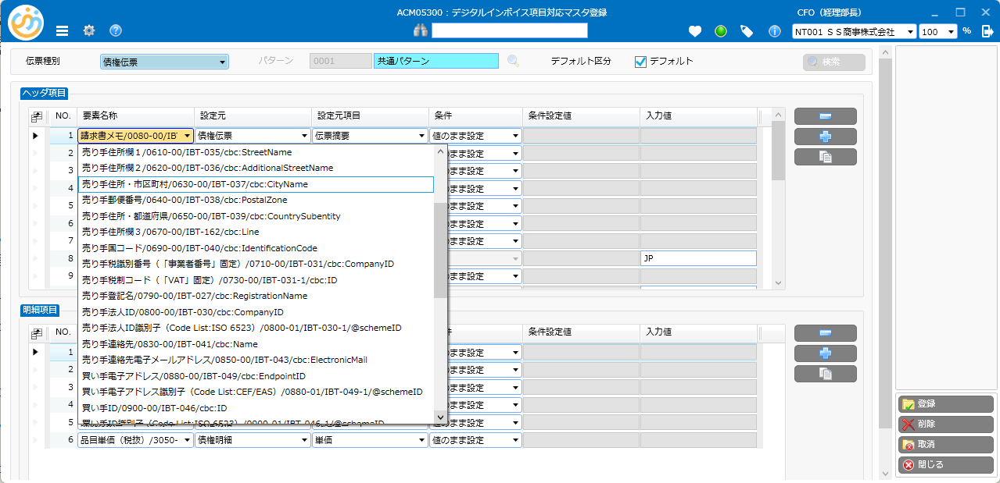 ACM05300：デジタルインボイス項目対応マスタ登録
CFO（経理部長）
NT001 ＳＳ商事株式会社
100
%
伝票種別
債権伝票
パターン
0001
共通パターン
デフォルト区分
デフォルト
検索
ヘッダ項目
NO. 要素名称 設定元 設定元項目 条件 条件設定値 入力値
1 請求書メモ/0080-00/IB 債権伝票 伝票摘要 値のまま設定
2 売り手住所欄１/0610-00/IBT-035/cbc:StreetName のまま設定
売り手住所欄２/0620-00/IBT-036/cbc:AdditionalStreetName
3 のまま設定
売り手住所・市区町村/0630-00/IBT-037/cbc:CityName
4 のまま設定
売り手郵便番号/0640-00/IBT-038/cbc:PostalZone
5 のまま設定
売り手住所・都道府県/0650-00/IBT-039/cbc:CountrySubentity
6 のまま設定
売り手住所欄３/0670-00/IBT-162/cbc:Line
7 のまま設定
売り手国コード/0690-00/IBT-040/cbc:IdentificationCode
8 JP
売り手税識別番号（「事業者番号」固定）/0710-00/IBT-031/cbc:CompanyID
9 のまま設定
売り手税制コード（「VAT」固定）/0730-00/IBT-031-1/cbc:ID
売り手登記名/0790-00/IBT-027/cbc:RegistrationName
明細項目
売り手法人ID/0800-00/IBT-030/cbc:CompanyID
売り手法人ID識別子（Code List:ISO 6523）/0800-01/IBT-030-1/@schemeID
NO. 件 条件設定値 入力値
売り手連絡先/0830-00/IBT-041/cbc:Name
1 のまま設定
売り手連絡先電子メールアドレス/0850-00/IBT-043/cbc:ElectronicMail
2 のまま設定
買い手電子アドレス/0880-00/IBT-049/cbc:EndpointID
3 のまま設定
買い手電子アドレス識別子（Code List:CEF/EAS）/0880-01/IBT-049-1/@schemeID
4 のまま設定
買い手ID/0900-00/IBT-046/cbc:ID
5 のまま設定
買い手ID識別子（Code List:ISO 6523）/0900-01/IBT-046-1/@schemeID
6 品目単価（税抜）/3050- 債権明細 単価 値のまま設定
登録
削除
取消
閉じる